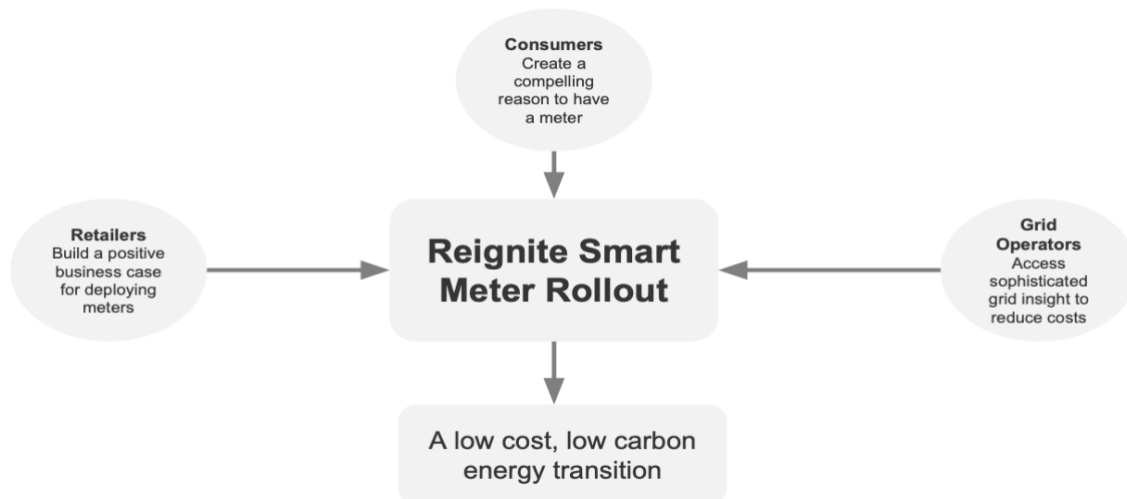 Consumers
Create a
compelling
reason to have
a meter
Retailers
Build a positive
business case
for deploying
meters
Reignite Smart
Meter Rollout
Grid
Operators
Access
sophisticated
grid insight to
reduce costs
A low cost, low carbon
energy transition